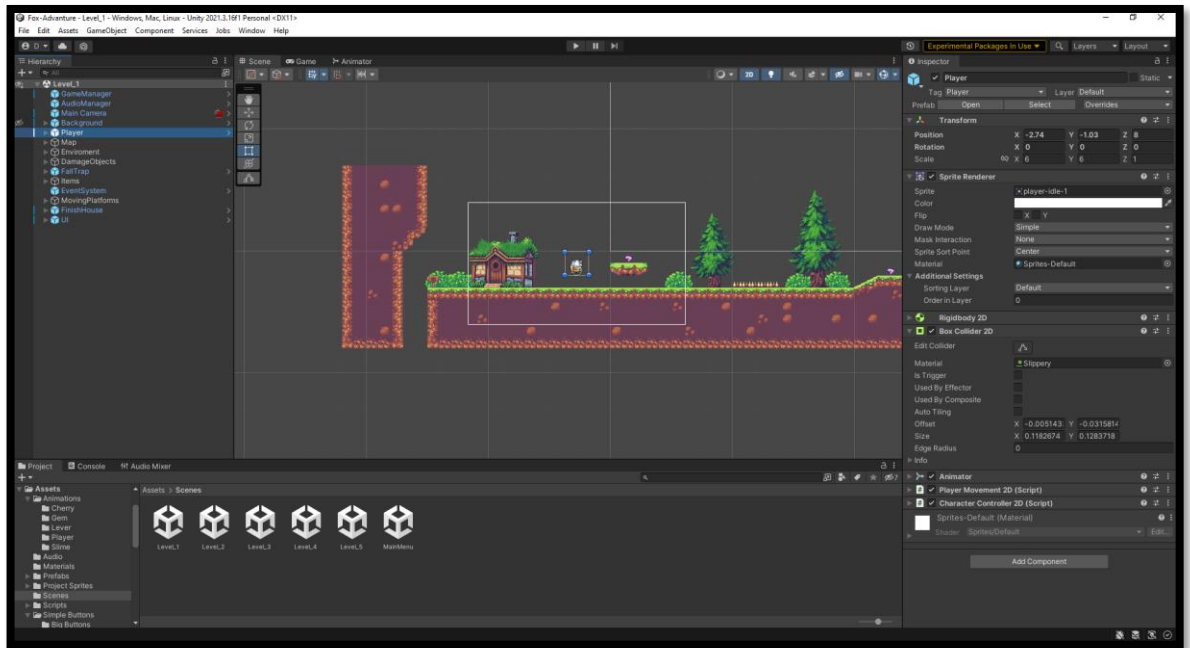 Fox-Advanture - Level_1 - Windows, Mac, Linux - Unity 2021.3.16f1 Personal <DX11>
File Edit Assets GameObject Component Services Jobs Window Help
Experimental Packages In Use Layers Layout
Hierarchy
All
Level_1
GameManager
AudioManager
Main Camera
Background
Player
Map
Enviroment
DamageObjects
FallTrap
Items
EventSystem
MovingPlatforms
FinishHouse
UI
Scene Game Animator
2D
Inspector
Player Static
Tag Player Layer Default
Prefab Open Select Overrides
Transform
Position X -2.74 Y -1.03 Z 8
Rotation X 0 Y 0 Z 0
Scale X 6 Y 6 Z 1
Sprite Renderer
Sprite player-idle-1
Color
Flip X Y
Draw Mode Simple
Mask Interaction None
Sprite Sort Point Center
Material Sprites-Default
Additional Settings
Sorting Layer Default
Order in Layer 0
Rigidbody 2D
Box Collider 2D
Edit Collider
Material Slippery
Is Trigger
Used By Effector
Used By Composite
Auto Tiling
Offset X -0.005143 Y -0.0315814
Size X 0.1182674 Y 0.1283718
Edge Radius 0
Info
Animator
Player Movement 2D (Script)
Character Controller 2D (Script)
Sprites-Default (Material)
Shader Sprites/Default Edit...
Add Component
Project Console Audio Mixer
Assets
Animations
Cherry
Gem
Lever
Player
Slime
Audio
Materials
Prefabs
Project Sprites
Scenes
Scripts
Simple Buttons
Big Buttons
Assets > Scenes
Level_1 Level_2 Level_3 Level_4 Level_5 MainMenu